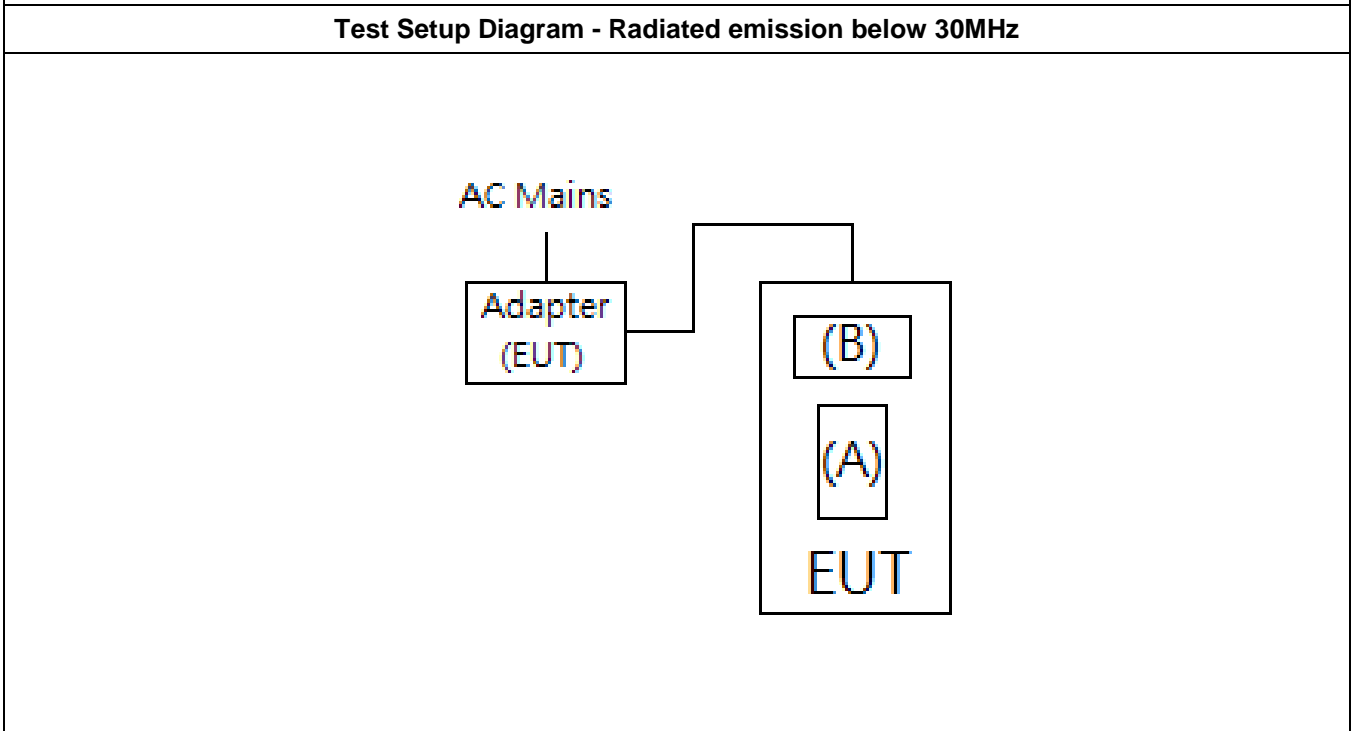 Test Setup Diagram - Radiated emission below 30MHz
AC Mains
Adapter
(EUT)
(B)
(A)
EUT